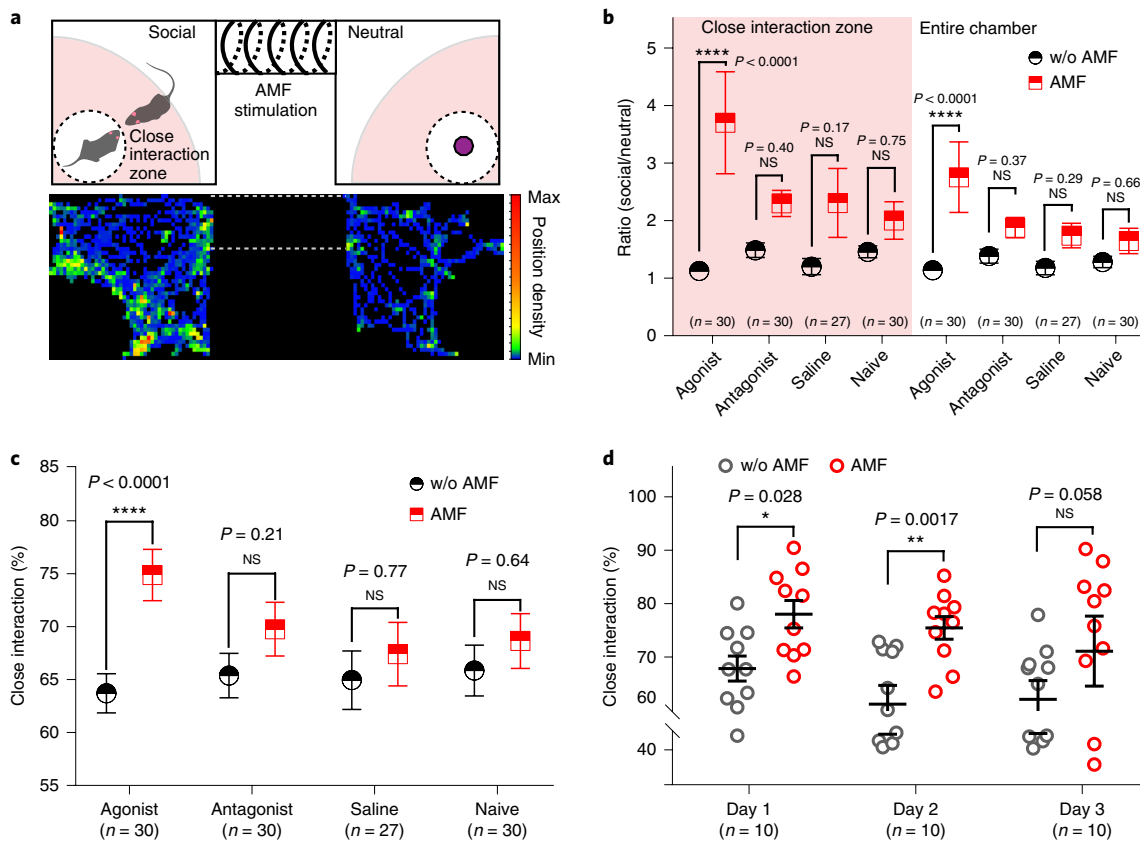 a
Social
Neutral
AMF
stimulation
Close
interaction
zone
Max
Position density
Min
b
Close interaction zone
Entire chamber
w/o AMF
AMF
Ratio (social/neutral)
5
4
3
2
1
0
****
P < 0.0001
P = 0.40
NS
P = 0.17
NS
P = 0.75
NS
P < 0.0001
****
P = 0.37
NS
P = 0.29
NS
P = 0.66
NS
(n = 30)
(n = 30)
(n = 27)
(n = 30)
(n = 30)
(n = 30)
(n = 27)
(n = 30)
Agonist
Antagonist
Saline
Naive
Agonist
Antagonist
Saline
Naive
c
Close interaction (%)
85
80
75
70
65
60
55
w/o AMF
AMF
P < 0.0001
****
P = 0.21
NS
P = 0.77
NS
P = 0.64
NS
Agonist
(n = 30)
Antagonist
(n = 30)
Saline
(n = 27)
Naive
(n = 30)
d
w/o AMF
AMF
Close interaction (%)
100
90
80
70
60
40
P = 0.028
*
P = 0.0017
**
P = 0.058
NS
Day 1
(n = 10)
Day 2
(n = 10)
Day 3
(n = 10)